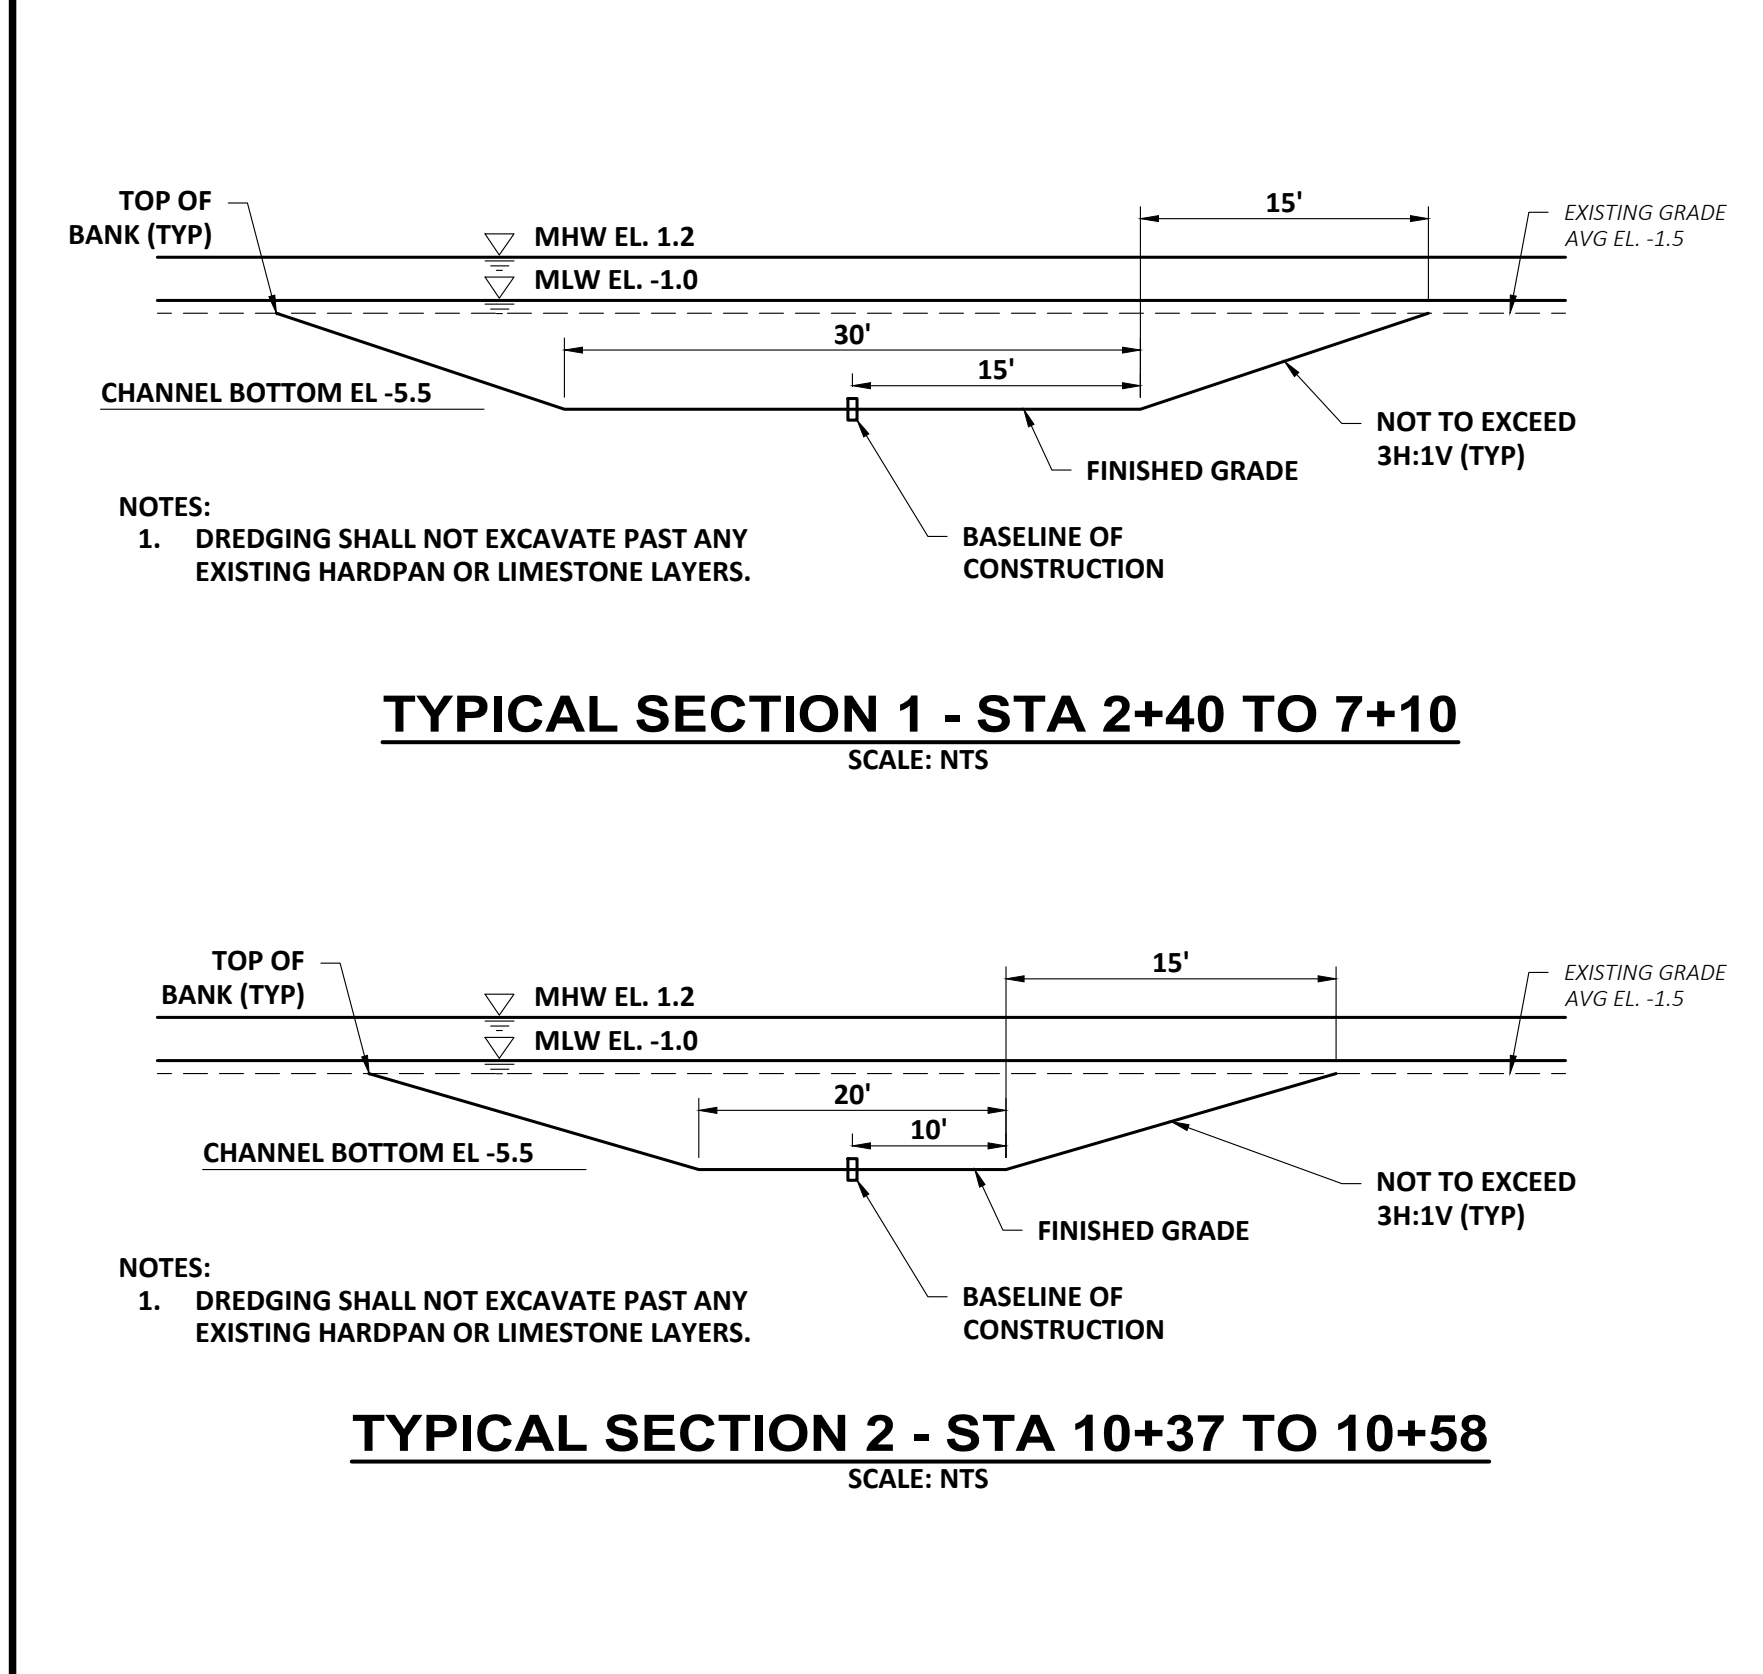 TOP OF
BANK (TYP)
MHW EL. 1.2
MLW EL. -1.0
15'
EXISTING GRADE
AVG EL. -1.5
30'
15'
CHANNEL BOTTOM EL -5.5
NOT TO EXCEED
3H:1V (TYP)
FINISHED GRADE
BASELINE OF
CONSTRUCTION
NOTES:
1. DREDGING SHALL NOT EXCAVATE PAST ANY
EXISTING HARDPAN OR LIMESTONE LAYERS.
TYPICAL SECTION 1 - STA 2+40 TO 7+10
SCALE: NTS
TOP OF
BANK (TYP)
MHW EL. 1.2
MLW EL. -1.0
15'
EXISTING GRADE
AVG EL. -1.5
20'
10'
CHANNEL BOTTOM EL -5.5
NOT TO EXCEED
3H:1V (TYP)
FINISHED GRADE
BASELINE OF
CONSTRUCTION
NOTES:
1. DREDGING SHALL NOT EXCAVATE PAST ANY
EXISTING HARDPAN OR LIMESTONE LAYERS.
TYPICAL SECTION 2 - STA 10+37 TO 10+58
SCALE: NTS